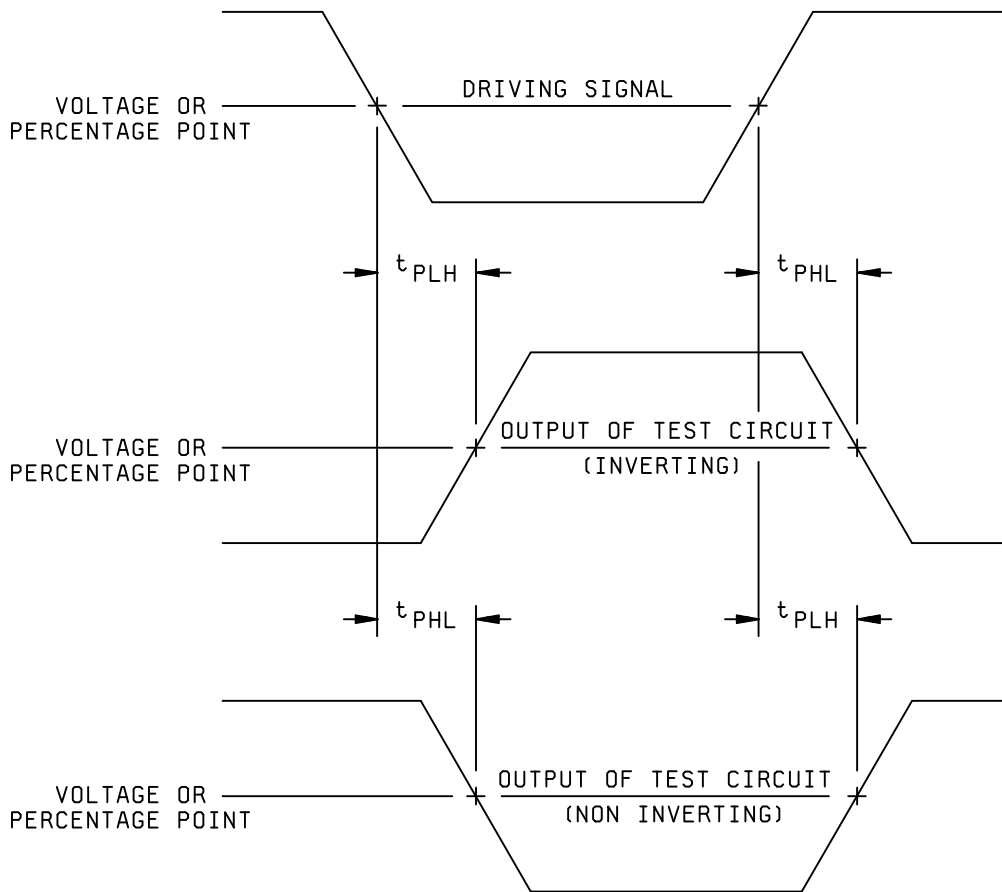 DRIVING SIGNAL
VOLTAGE OR
PERCENTAGE POINT
tPLH
tPHL
OUTPUT OF TEST CIRCUIT
(INVERTING)
VOLTAGE OR
PERCENTAGE POINT
tPHL
tPLH
OUTPUT OF TEST CIRCUIT
(NON INVERTING)
VOLTAGE OR
PERCENTAGE POINT